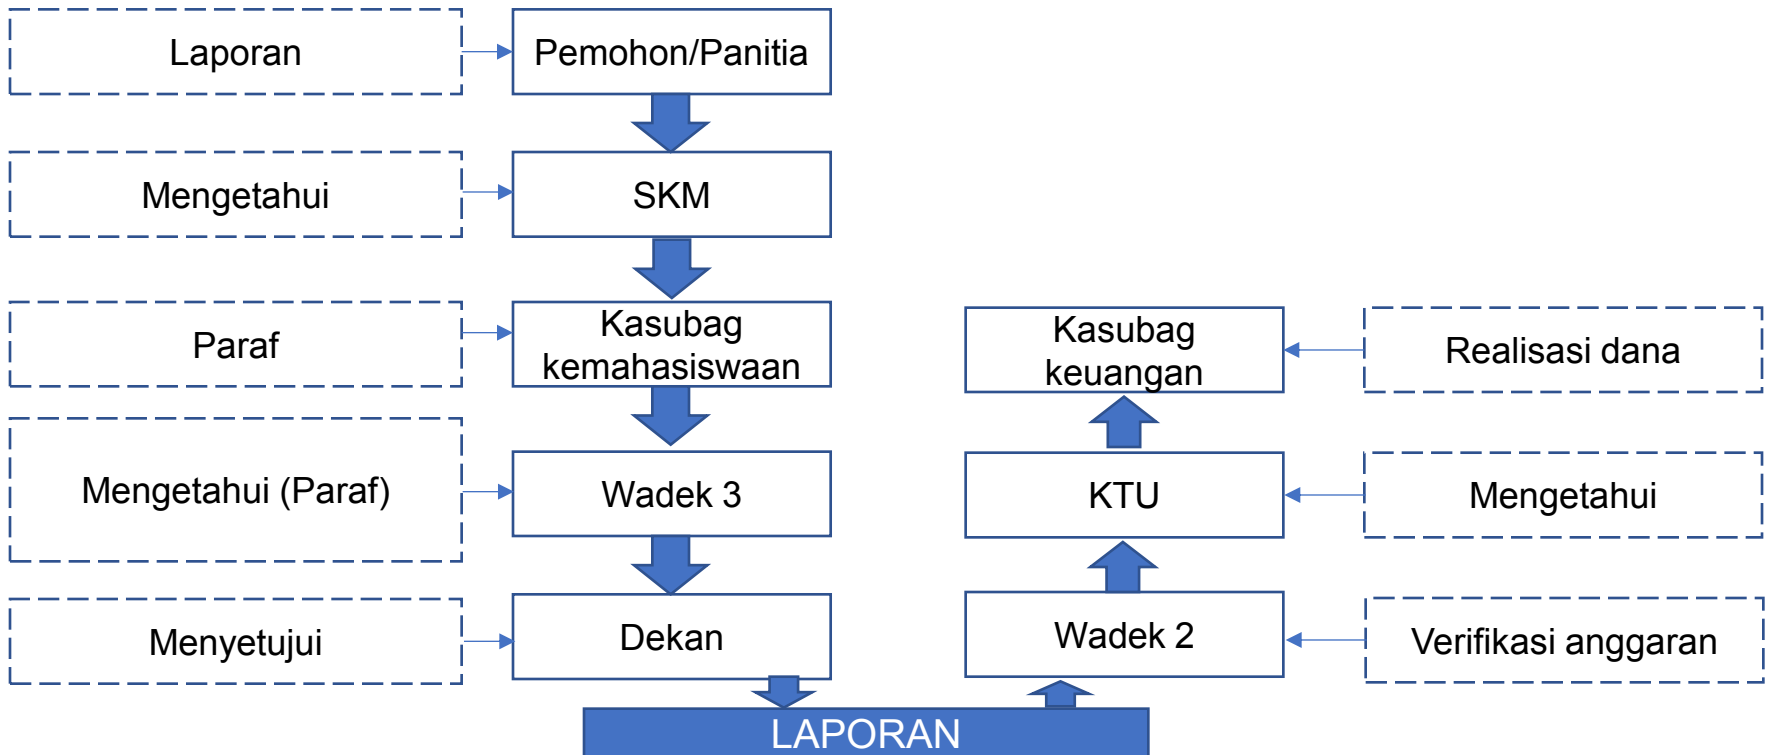 Laporan
Pemohon/Panitia
Mengetahui
SKM
Paraf
Kasubag
kemahasiswaan
Mengetahui (Paraf)
Wadek 3
Menyetujui
Dekan
Kasubag
keuangan
Realisasi dana
KTU
Mengetahui
Wadek 2
Verifikasi anggaran
LAPORAN